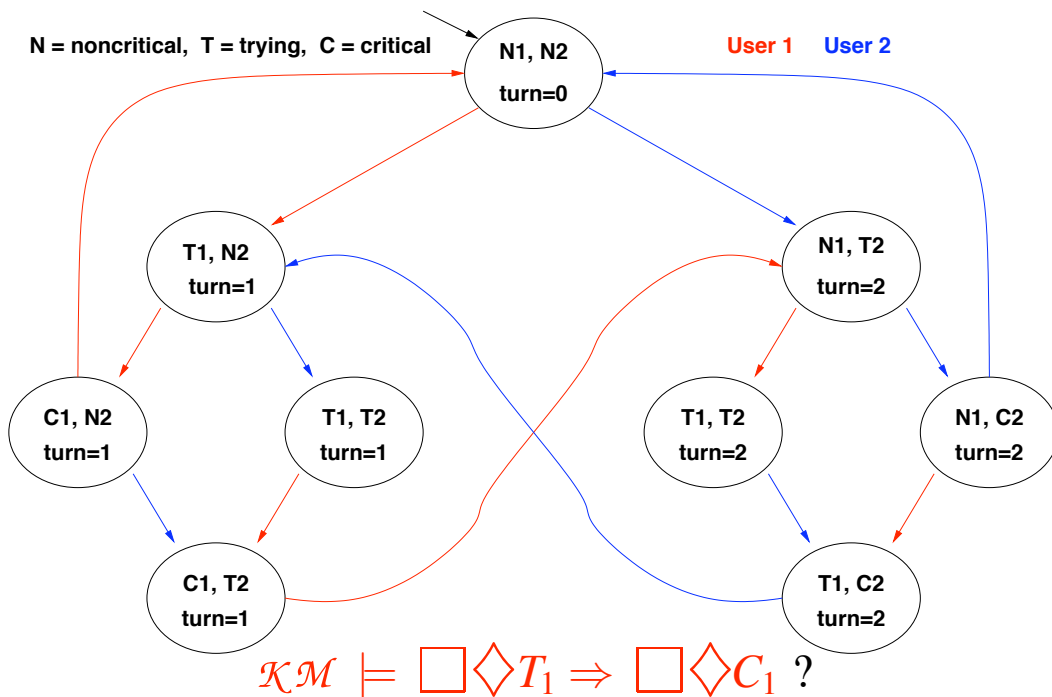 N = noncritical, T = trying, C = critical
User 1 User 2
N1, N2
turn=0
T1, N2
turn=1
N1, T2
turn=2
C1, N2
turn=1
T1, T2
turn=1
T1, T2
turn=2
N1, C2
turn=2
C1, T2
turn=1
T1, C2
turn=2
𝒦ℳ ⊨ □◇T₁ ⇒ □◇C₁ ?